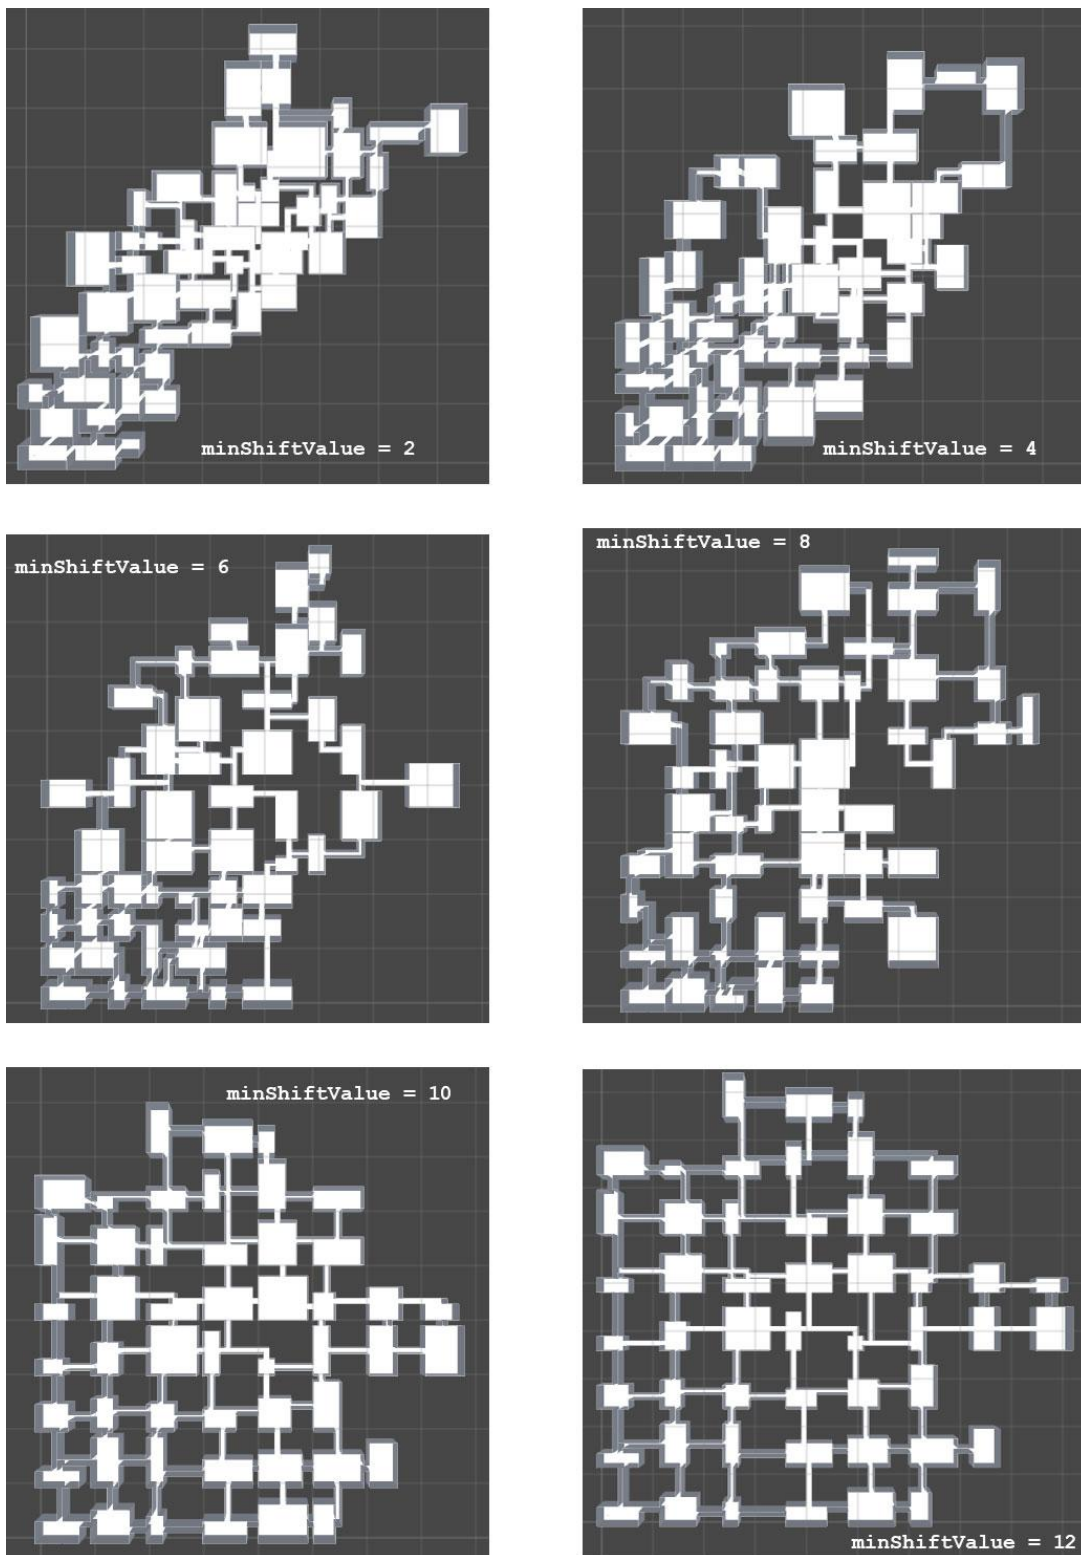 minShiftValue = 2
minShiftValue = 4
minShiftValue = 6
minShiftValue = 8
minShiftValue = 10
minShiftValue = 12